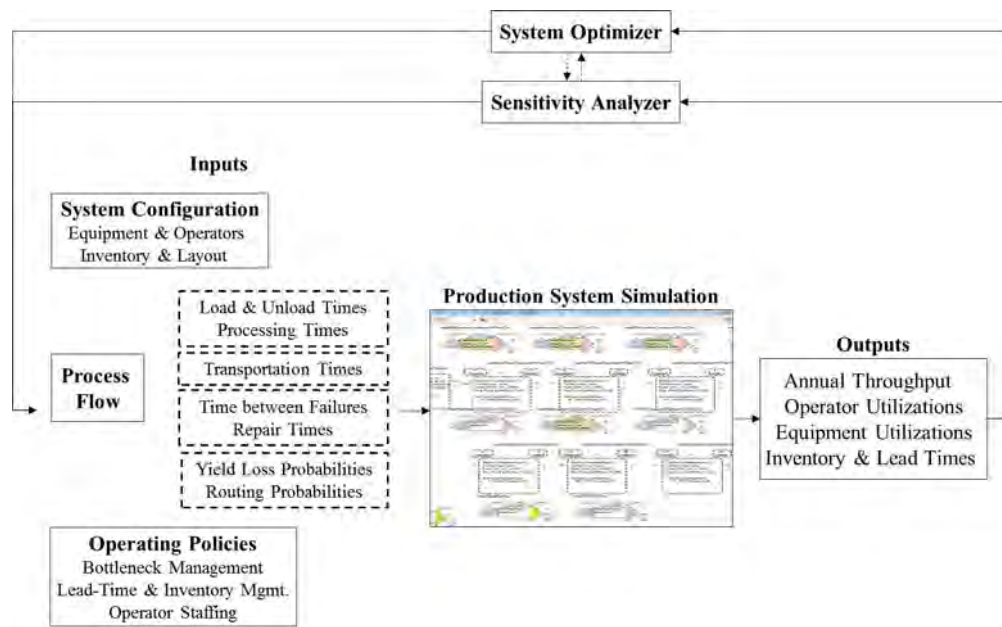 System Optimizer
Sensitivity Analyzer
Inputs
System Configuration
Equipment & Operators
Inventory & Layout
Load & Unload Times
Processing Times
Transportation Times
Process
Flow
Time between Failures
Repair Times
Yield Loss Probabilities
Routing Probabilities
Operating Policies
Bottleneck Management
Lead-Time & Inventory Mgmt.
Operator Staffing
Production System Simulation
Outputs
Annual Throughput
Operator Utilizations
Equipment Utilizations
Inventory & Lead Times